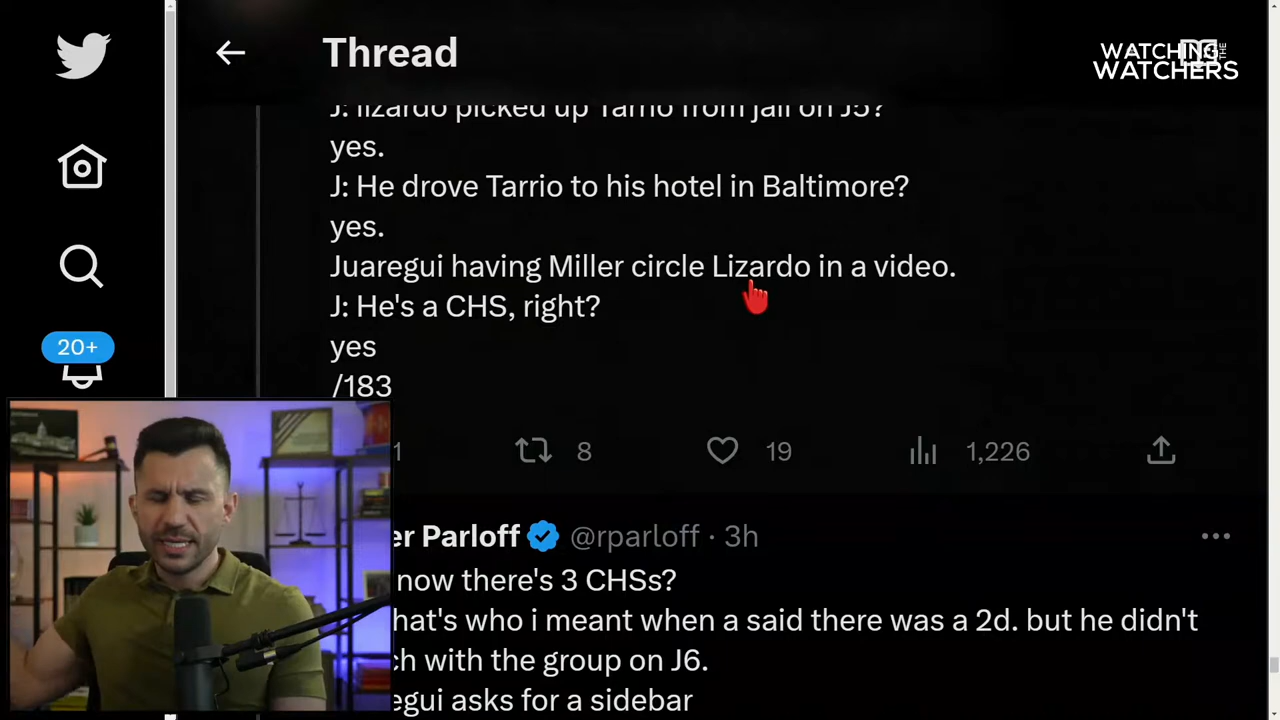 Thread
WATCHING THE
WATCHERS
J: lizardo picked up Tarrio from jail on J5?
yes.
J: He drove Tarrio to his hotel in Baltimore?
yes.
Juaregui having Miller circle Lizardo in a video.
J: He's a CHS, right?
yes
/183
20+
1
8
19
1,226
er Parloff @rparloff · 3h
now there's 3 CHSs?
hat's who i meant when a said there was a 2d. but he didn't
ch with the group on J6.
egui asks for a sidebar